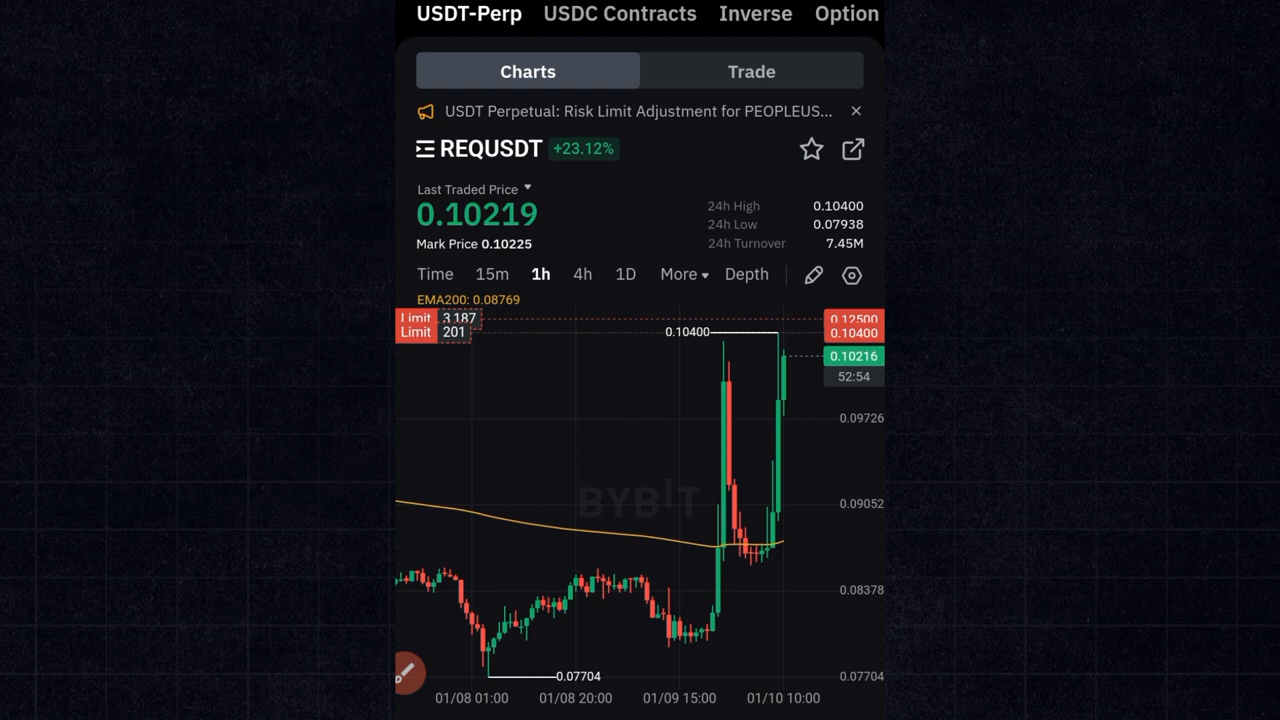 USDT-Perp USDC Contracts Inverse Option
Charts Trade
USDT Perpetual: Risk Limit Adjustment for PEOPLEUS... ×
REQUSDT +23.12%
Last Traded Price
0.10219
Mark Price 0.10225
24h High 0.10400
24h Low 0.07938
24h Turnover 7.45M
Time 15m 1h 4h 1D More Depth
EMA200: 0.08769
Limit 3,187 0.12500
Limit 201 0.10400 0.10400
0.10216
52:54
0.09726
BYBIT
0.09052
0.08378
0.07704 0.07704
01/08 01:00 01/08 20:00 01/09 15:00 01/10 10:00